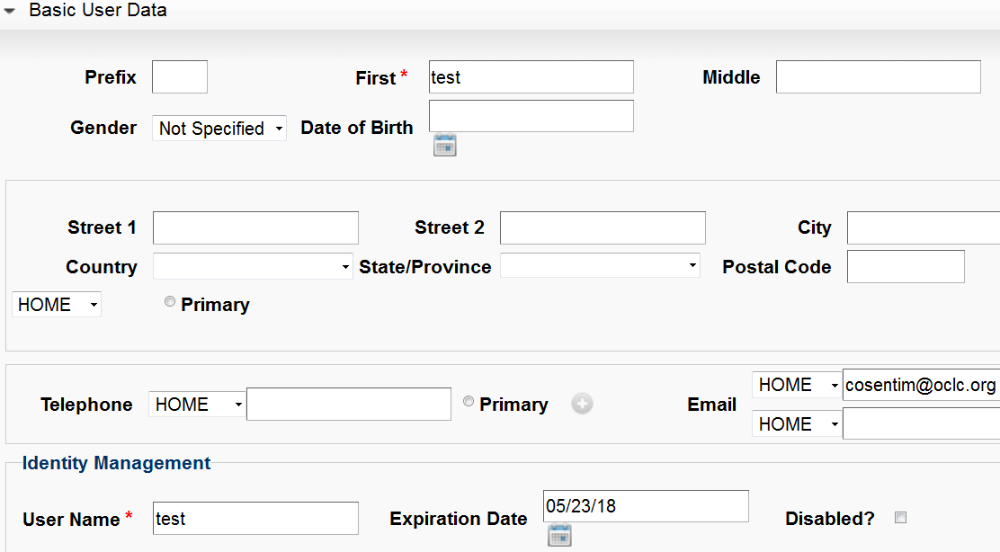 Basic User Data
Prefix First * test Middle
Gender Not Specified Date of Birth
Street 1 Street 2 City
Country State/Province Postal Code
HOME Primary
Telephone HOME Primary Email HOME cosentim@oclc.org
HOME
Identity Management
User Name * test Expiration Date 05/23/18 Disabled?